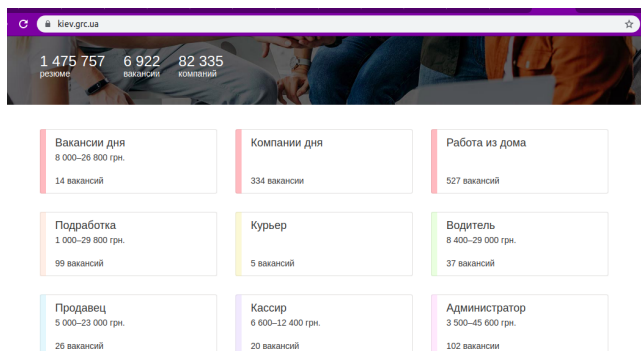 kiev.grc.ua
1 475 757 6 922 82 335
резюме вакансии компаний
Вакансии дня
8 000–26 800 грн.
14 вакансий
Компании дня
334 вакансии
Работа из дома
527 вакансий
Подработка
1 000–29 800 грн.
99 вакансий
Курьер
5 вакансий
Водитель
8 400–29 000 грн.
37 вакансий
Продавец
5 000–23 000 грн.
26 вакансий
Кассир
6 600–12 400 грн.
20 вакансий
Администратор
3 500–45 600 грн.
102 вакансии